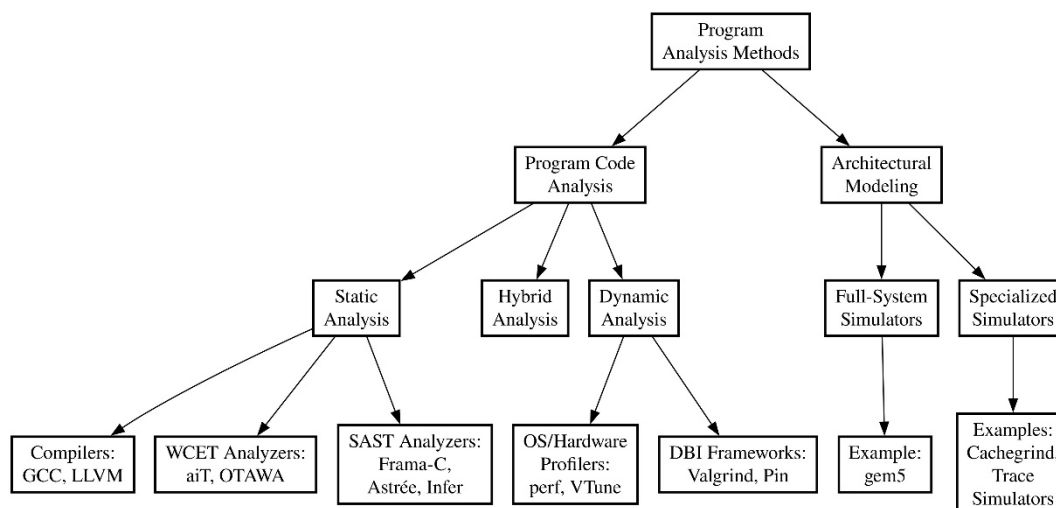 Program
Analysis Methods
Program Code
Analysis
Architectural
Modeling
Static
Analysis
Hybrid
Analysis
Dynamic
Analysis
Full-System
Simulators
Specialized
Simulators
Compilers:
GCC, LLVM
WCET Analyzers:
aiT, OTAWA
SAST Analyzers:
Frama-C,
Astrée, Infer
OS/Hardware
Profilers:
perf, VTune
DBI Frameworks:
Valgrind, Pin
Example:
gem5
Examples:
Cachegrind,
Trace
Simulators